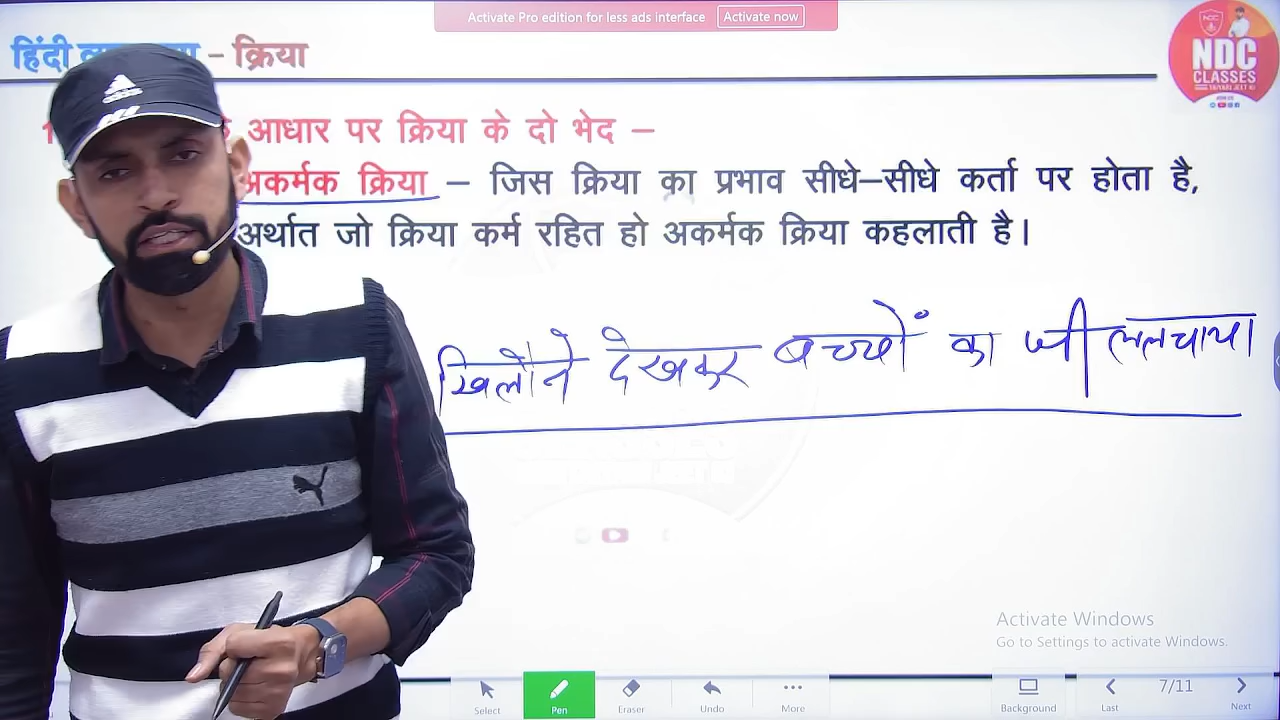 Activate Pro edition for less ads interface Activate now
हिंदी – क्रिया
NDC
CLASSES
आधार पर क्रिया के दो भेद –
अकर्मक क्रिया – जिस क्रिया का प्रभाव सीधे–सीधे कर्ता पर होता है,
अर्थात जो क्रिया कर्म रहित हो अकर्मक क्रिया कहलाती है।
खिलौने देखकर बच्चों का जी ललचाया
Activate Windows
Go to Settings to activate Windows.
Select Pen Eraser Undo More Background Last 7/11 Next
adidas